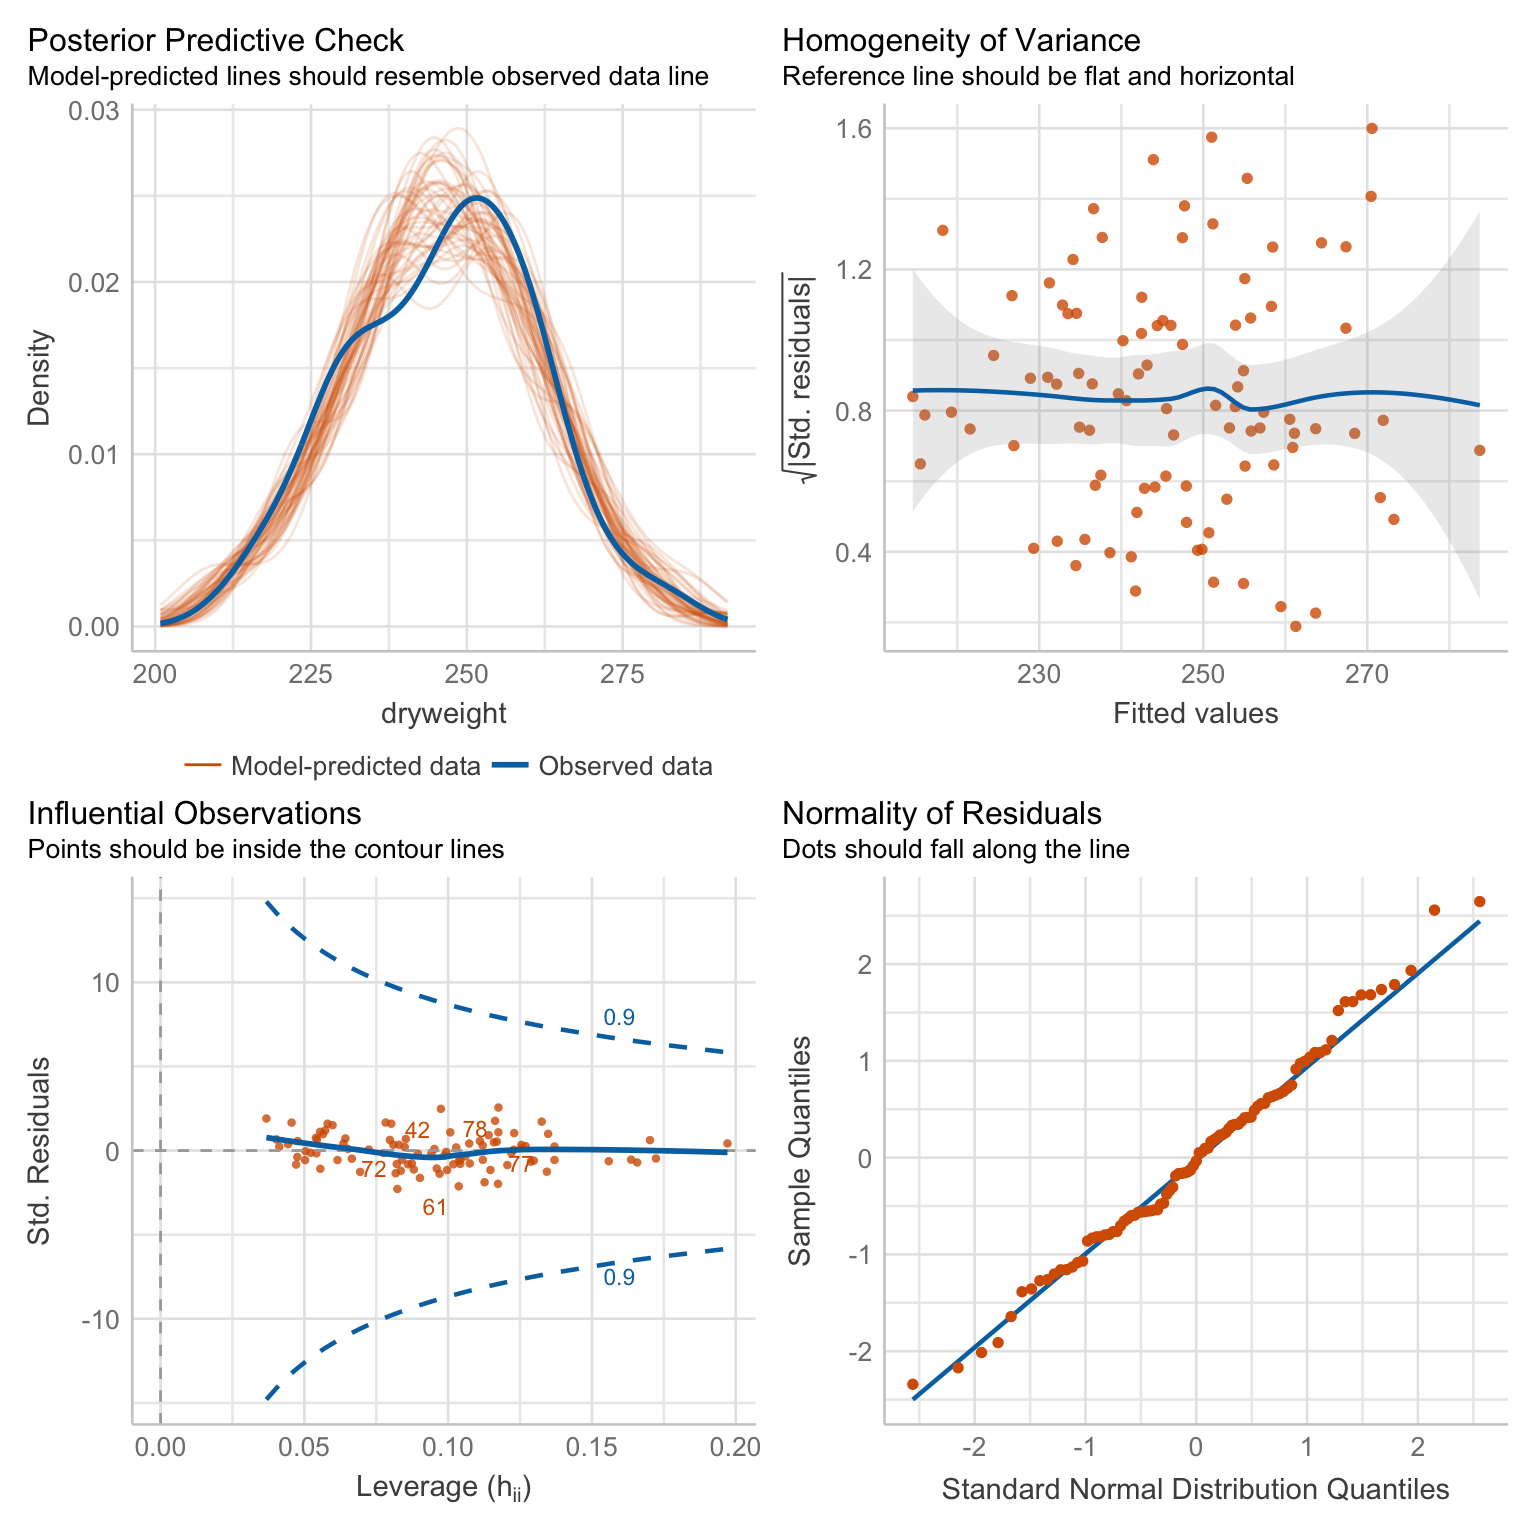 Posterior Predictive Check
Model-predicted lines should resemble observed data line
0.03
0.02
0.01
0.00
Density
200 225 250 275
dryweight
Model-predicted data Observed data
Homogeneity of Variance
Reference line should be flat and horizontal
1.6
1.2
0.8
0.4
√|Std. residuals|
230 250 270
Fitted values
Influential Observations
Points should be inside the contour lines
10
0
-10
Std. Residuals
0.9
42 78
72 77
61
0.9
0.00 0.05 0.10 0.15 0.20
Leverage (hii)
Normality of Residuals
Dots should fall along the line
2
1
0
-1
-2
Sample Quantiles
-2 -1 0 1 2
Standard Normal Distribution Quantiles